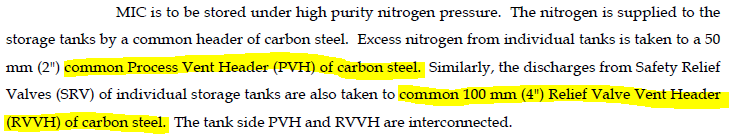 MIC is to be stored under high purity nitrogen pressure. The nitrogen is supplied to the
storage tanks by a common header of carbon steel. Excess nitrogen from individual tanks is taken to a 50
mm (2") common Process Vent Header (PVH) of carbon steel. Similarly, the discharges from Safety Relief
Valves (SRV) of individual storage tanks are also taken to common 100 mm (4") Relief Valve Vent Header
(RVVH) of carbon steel. The tank side PVH and RVVH are interconnected.